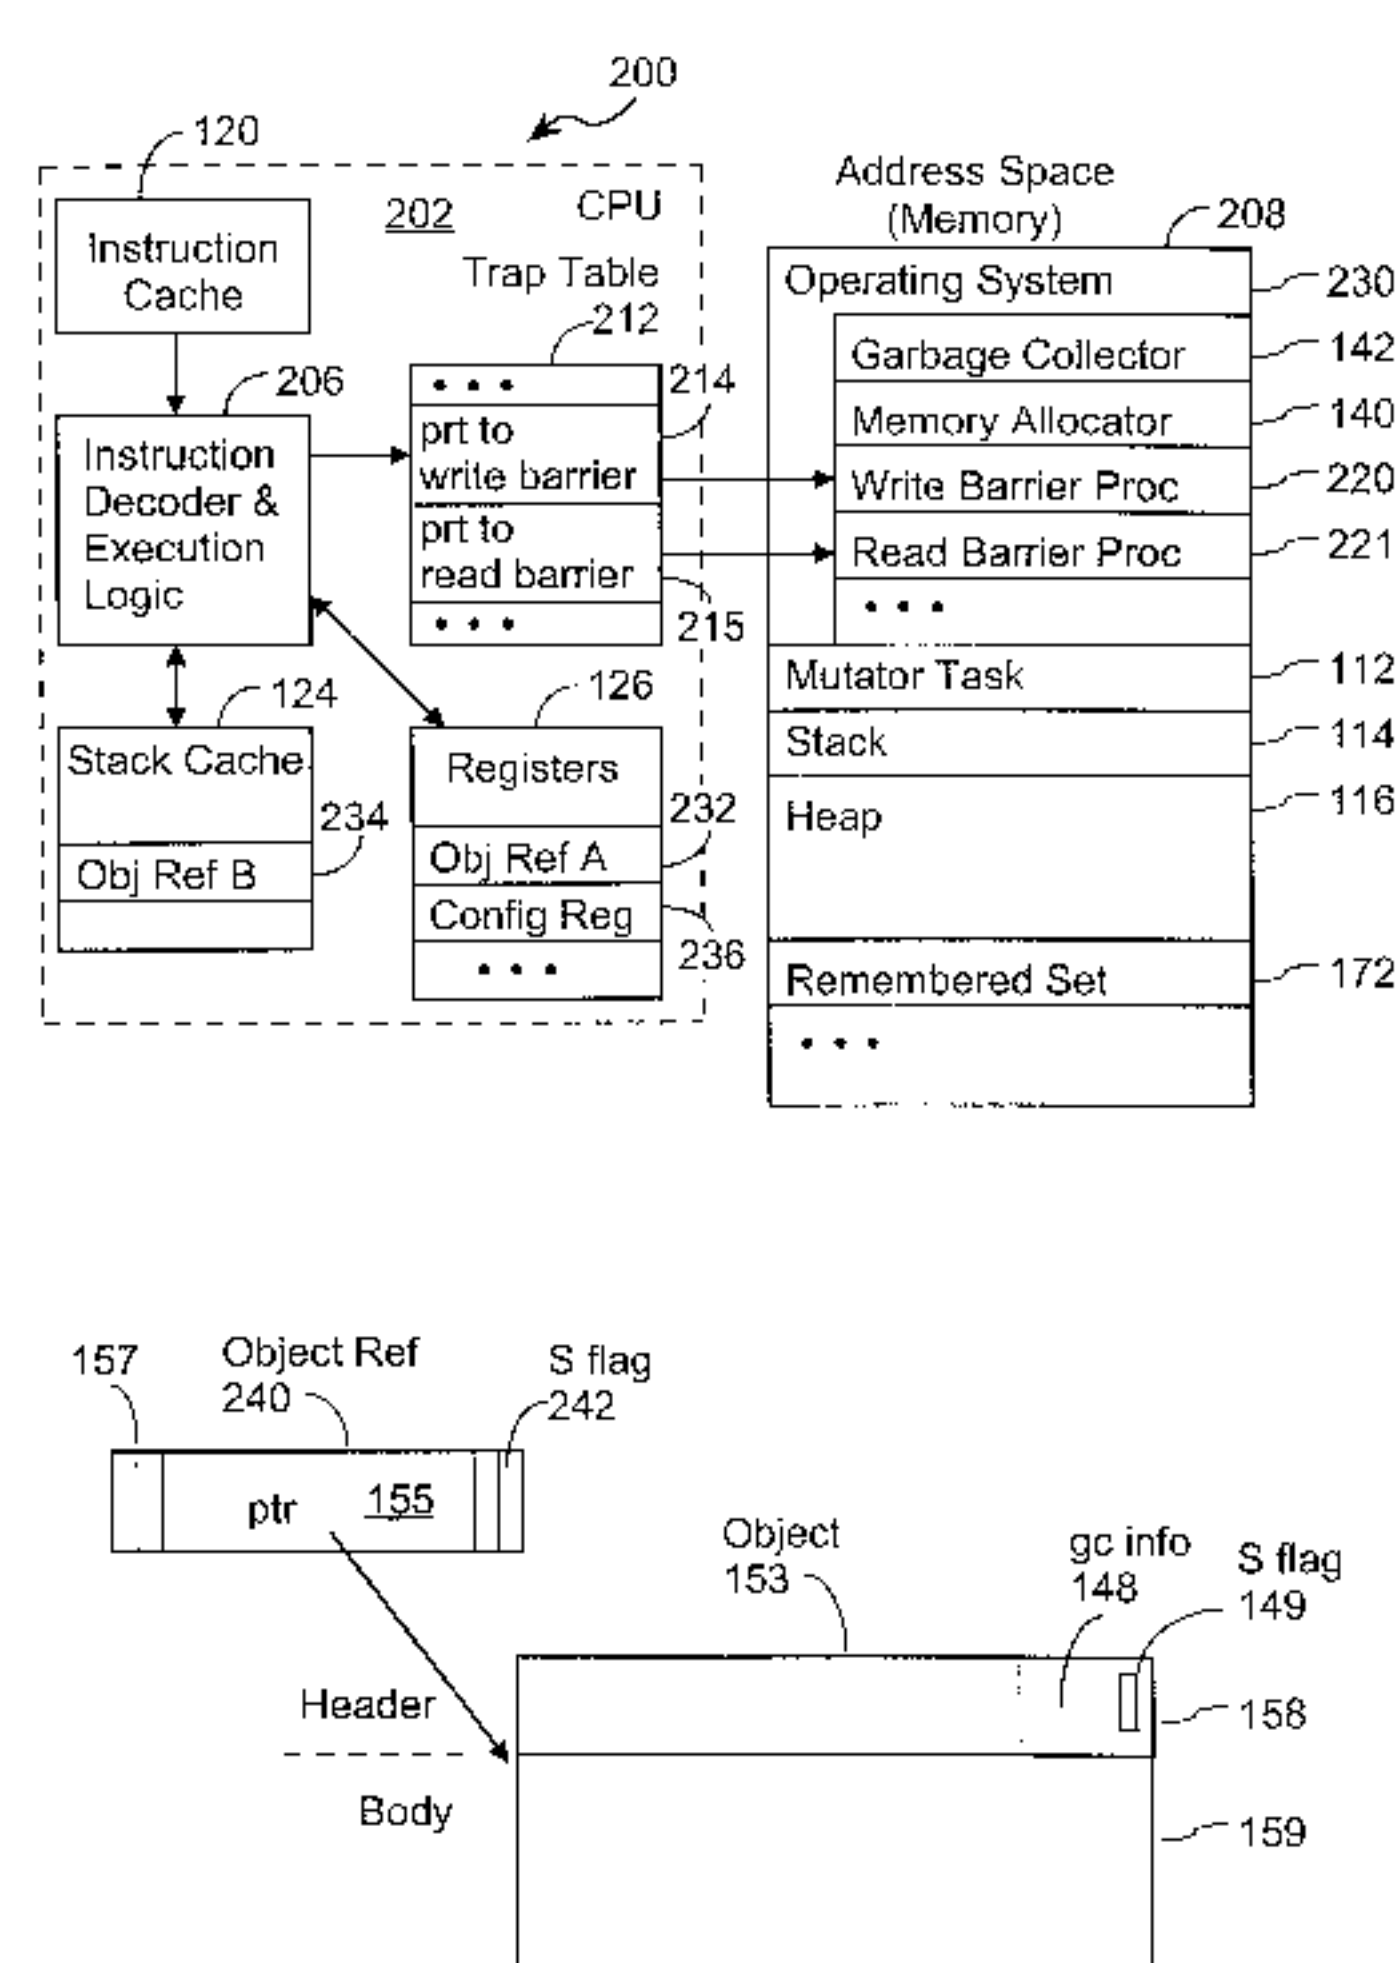 200
120
Address Space
(Memory)
202
CPU
208
Instruction
Cache
Trap Table
212
Operating System
230
Garbage Collector
142
206
214
prt to
write barrier
Memory Allocator
140
Instruction
Decoder &
Execution
Logic
Write Barrier Proc
220
prt to
read barrier
Read Barrier Proc
221
215
Mutator Task
112
124
126
Stack
114
Stack Cache
Registers
Heap
116
234
232
Obj Ref B
Obj Ref A
Config Reg
236
Remembered Set
172
157
Object Ref
240
S flag
242
ptr
155
Object
153
gc info
148
S flag
149
Header
158
Body
159